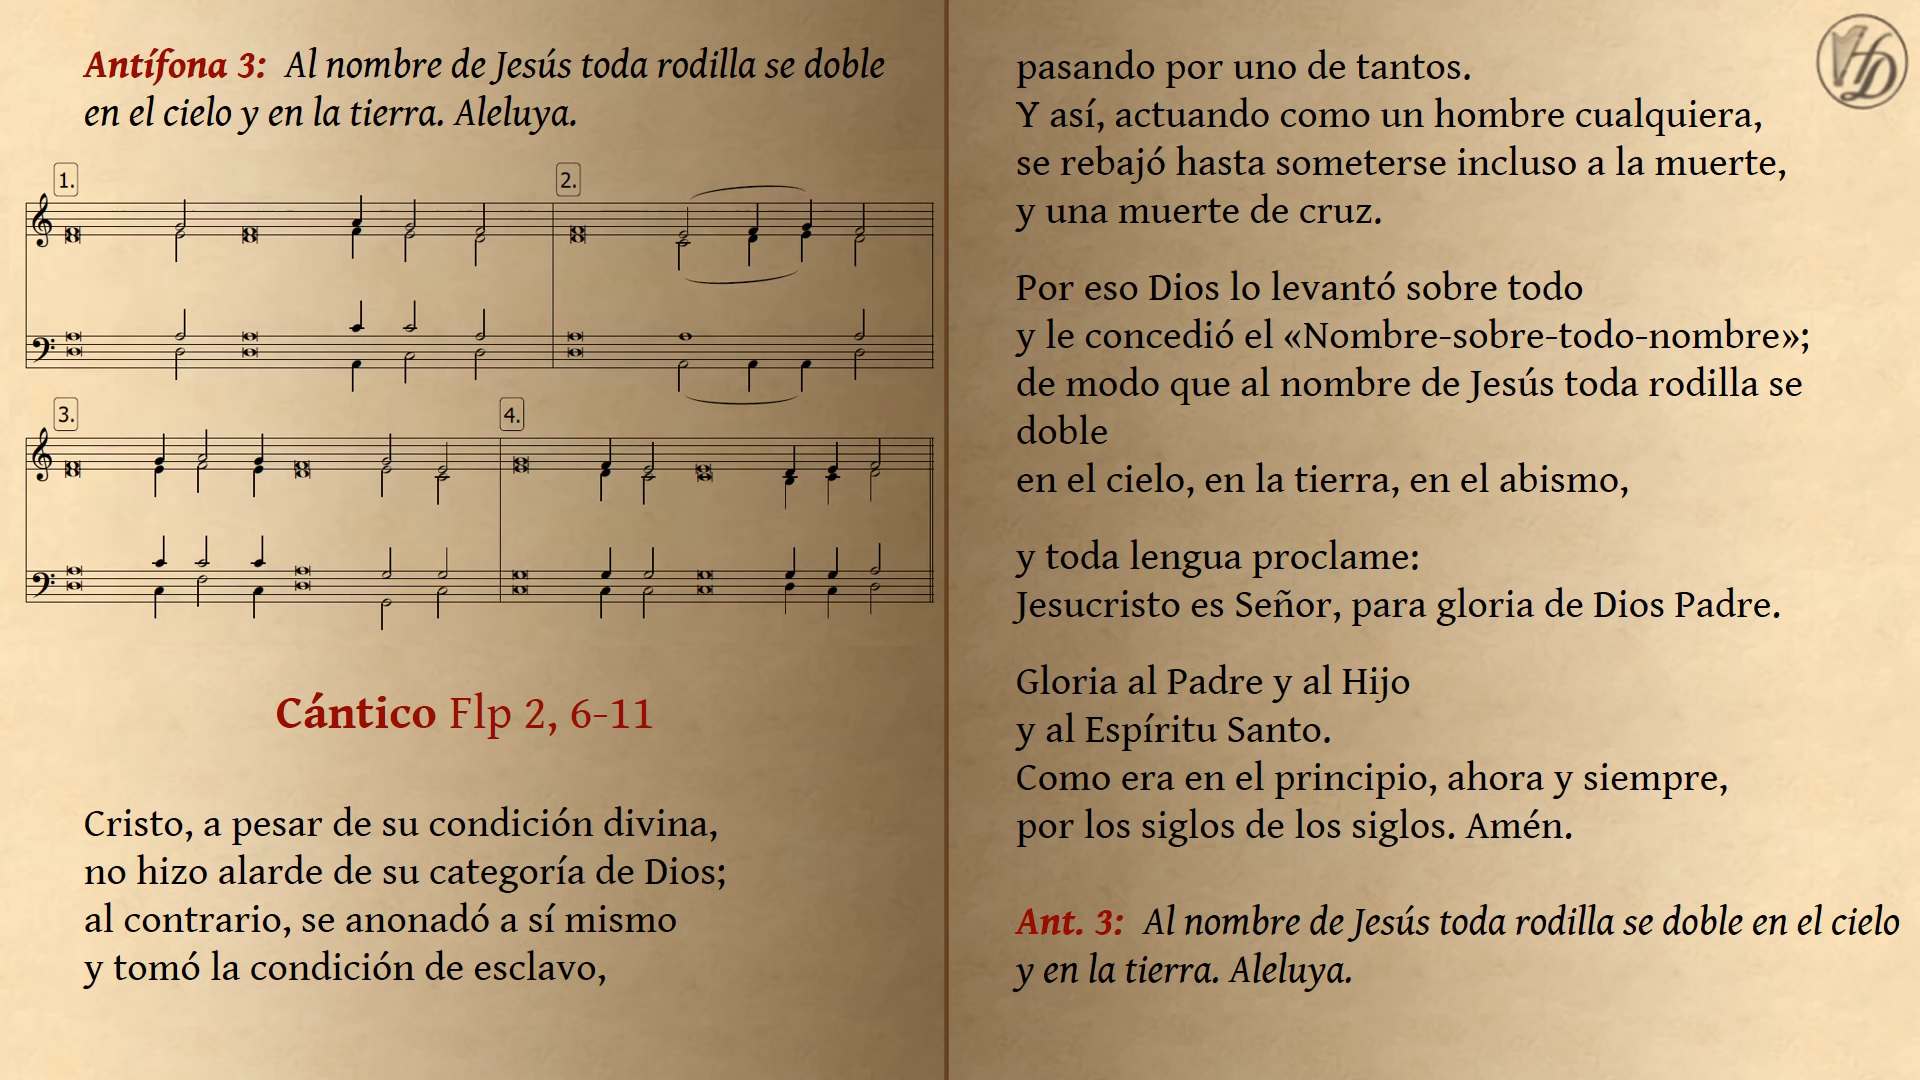 Antífona 3: Al nombre de Jesús toda rodilla se doble
en el cielo y en la tierra. Aleluya.
1.
2.
3.
4.
Cántico Flp 2, 6-11
Cristo, a pesar de su condición divina,
no hizo alarde de su categoría de Dios;
al contrario, se anonadó a sí mismo
y tomó la condición de esclavo,
pasando por uno de tantos.
Y así, actuando como un hombre cualquiera,
se rebajó hasta someterse incluso a la muerte,
y una muerte de cruz.
Por eso Dios lo levantó sobre todo
y le concedió el «Nombre-sobre-todo-nombre»;
de modo que al nombre de Jesús toda rodilla se
doble
en el cielo, en la tierra, en el abismo,
y toda lengua proclame:
Jesucristo es Señor, para gloria de Dios Padre.
Gloria al Padre y al Hijo
y al Espíritu Santo.
Como era en el principio, ahora y siempre,
por los siglos de los siglos. Amén.
Ant. 3: Al nombre de Jesús toda rodilla se doble en el cielo
y en la tierra. Aleluya.
HD